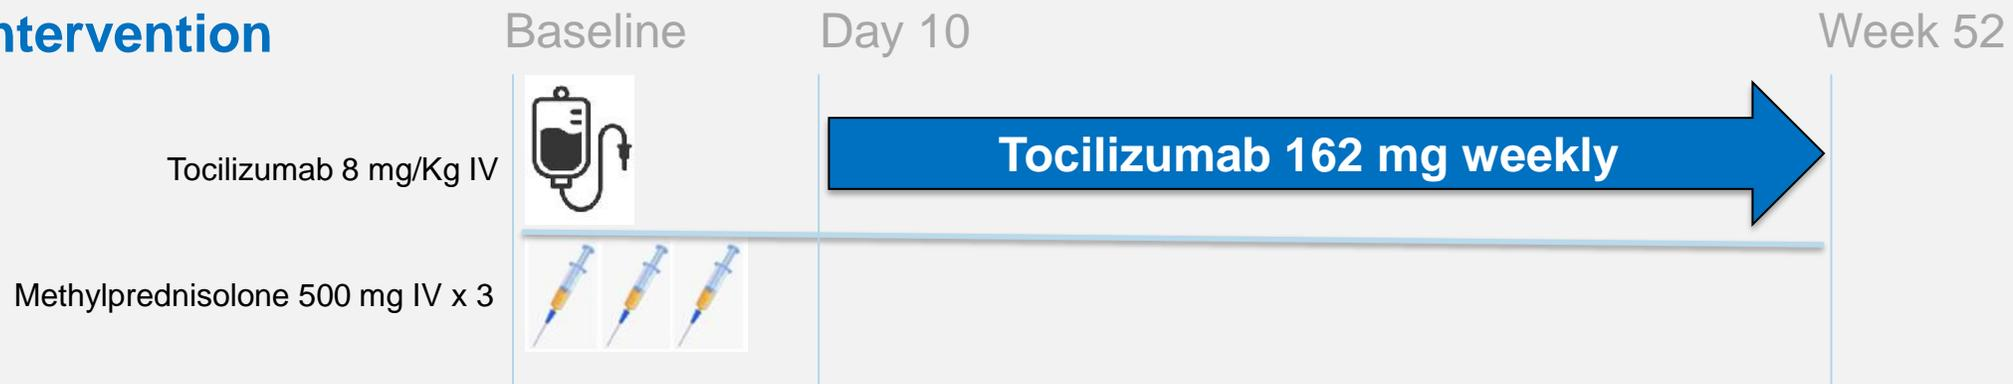 ntervention
Baseline
Day 10
Week 52
Tocilizumab 8 mg/Kg IV
Tocilizumab 162 mg weekly
Methylprednisolone 500 mg IV x 3